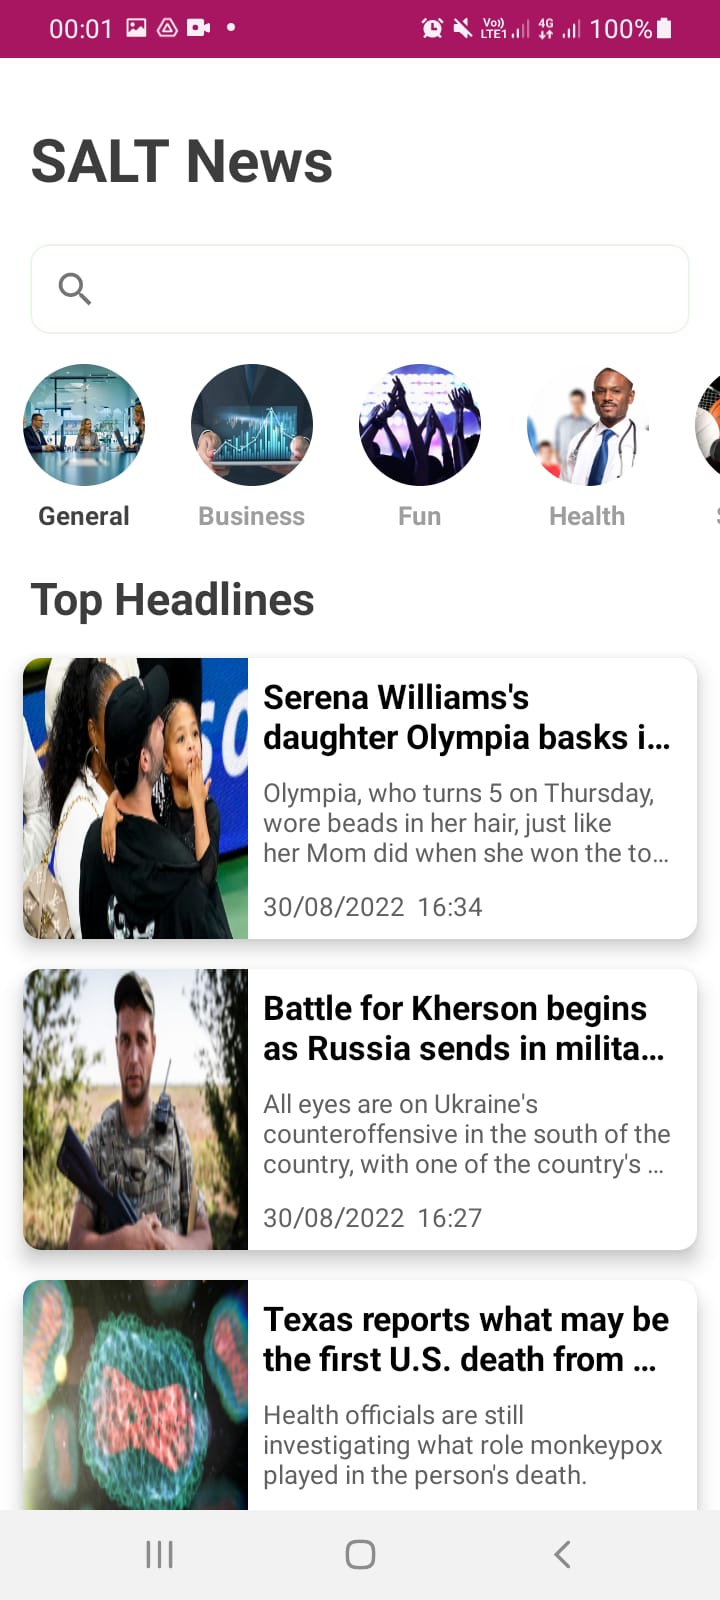 00:01 Vo)) LTE1 4G 100%
SALT News
General Business Fun Health
Top Headlines
Serena Williams's
daughter Olympia basks i...
Olympia, who turns 5 on Thursday,
wore beads in her hair, just like
her Mom did when she won the to...
30/08/2022 16:34
Battle for Kherson begins
as Russia sends in milita...
All eyes are on Ukraine's
counteroffensive in the south of the
country, with one of the country's ...
30/08/2022 16:27
Texas reports what may be
the first U.S. death from ...
Health officials are still
investigating what role monkeypox
played in the person's death.